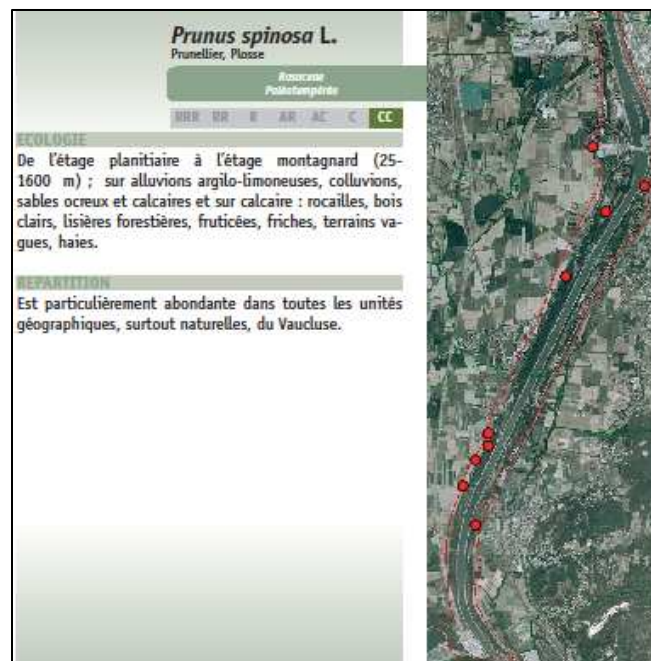 Prunus spinosa L.
Prunellier, Plosse
Rosaceae
Paléotempérée
RRR RR R AR AC C CC
ECOLOGIE
De l'étage planitiaire à l'étage montagnard (25-
1600 m) ; sur alluvions argilo-limoneuses, colluvions,
sables ocreux et calcaires et sur calcaire : rocailles, bois
clairs, lisières forestières, fruticées, friches, terrains va-
gues, haies.
REPARTITION
Est particulièrement abondante dans toutes les unités
géographiques, surtout naturelles, du Vaucluse.